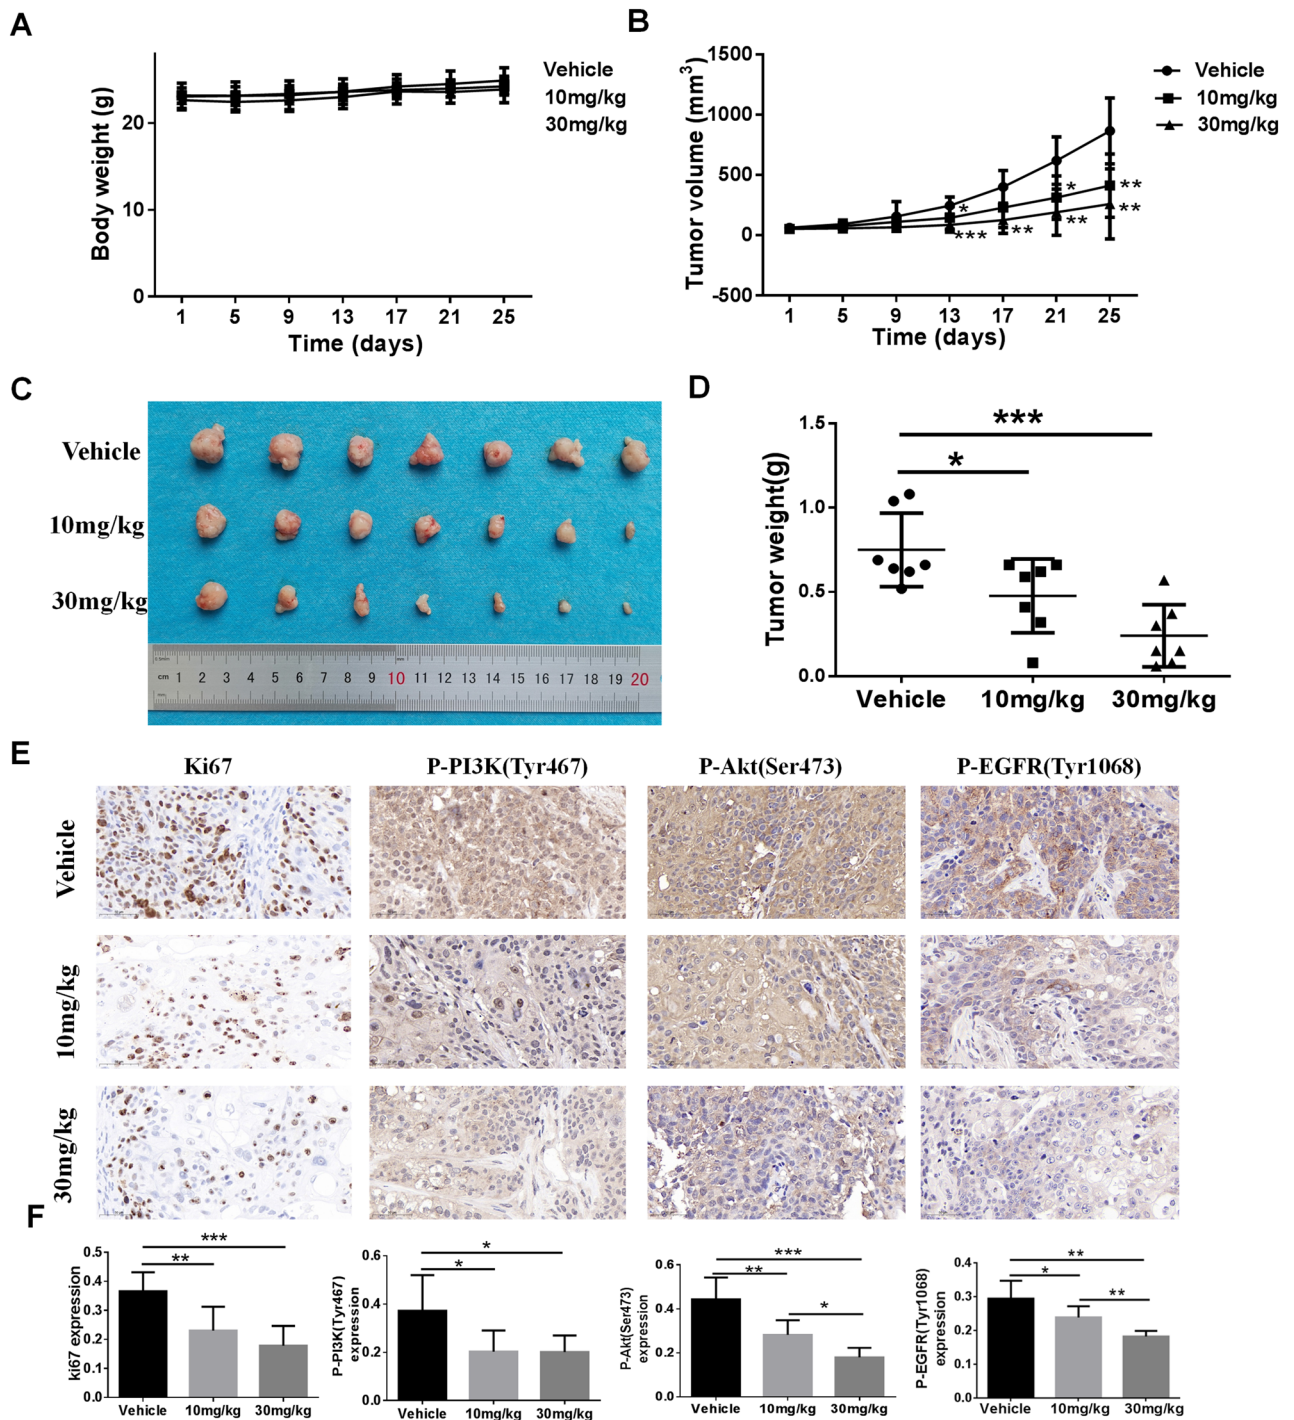 A
Body weight (g)
20
10
0
1 5 9 13 17 21 25
Time (days)
Vehicle
10mg/kg
30mg/kg
B
Tumor volume (mm³)
1500
1000
500
0
-500
1 5 9 13 17 21 25
Time (days)
Vehicle
10mg/kg
30mg/kg
*
***
**
*
**
**
**
C
Vehicle
10mg/kg
30mg/kg
cm 1 2 3 4 5 6 7 8 9 10 11 12 13 14 15 16 17 18 19 20
D
Tumor weight(g)
1.5
1.0
0.5
0.0
***
*
Vehicle 10mg/kg 30mg/kg
E
Ki67 P-PI3K(Tyr467) P-Akt(Ser473) P-EGFR(Tyr1068)
Vehicle
10mg/kg
30mg/kg
F
ki67 expression
0.5
0.4
0.3
0.2
0.1
0.0
***
**
Vehicle 10mg/kg 30mg/kg
P-PI3K(Tyr467)
expression
0.6
0.4
0.2
0.0
*
*
Vehicle 10mg/kg 30mg/kg
P-Akt(Ser473)
expression
0.6
0.4
0.2
0.0
***
**
*
Vehicle 10mg/kg 30mg/kg
P-EGFR(Tyr1068)
expression
0.4
0.3
0.2
0.1
0.0
**
*
**
Vehicle 10mg/kg 30mg/kg